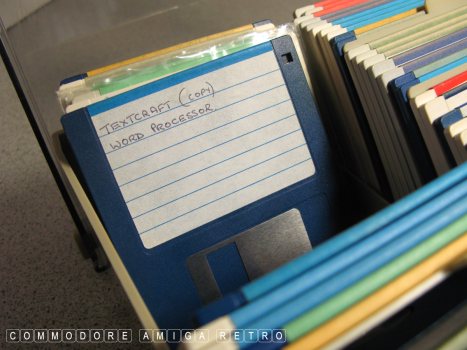 TEXTCRAFT (COPY)
WORD PROCESSOR
COMMODORE AMIGA RETRO